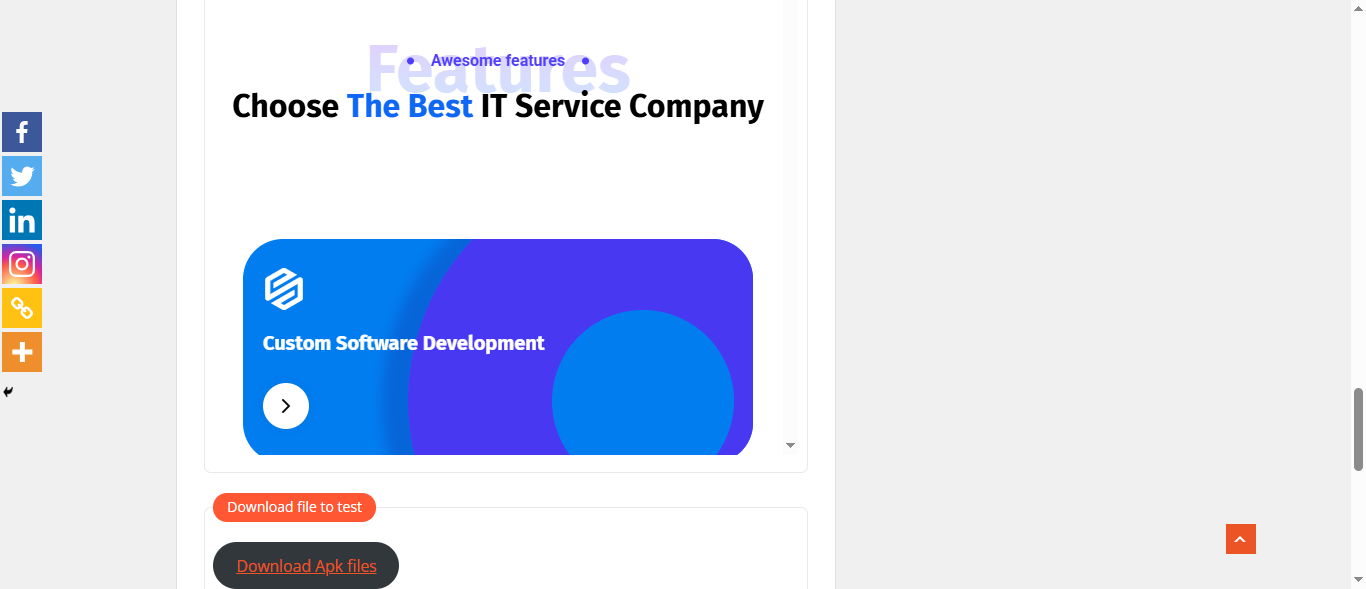 Features
Awesome features
Choose The Best IT Service Company
Custom Software Development
Download file to test
Download Apk files